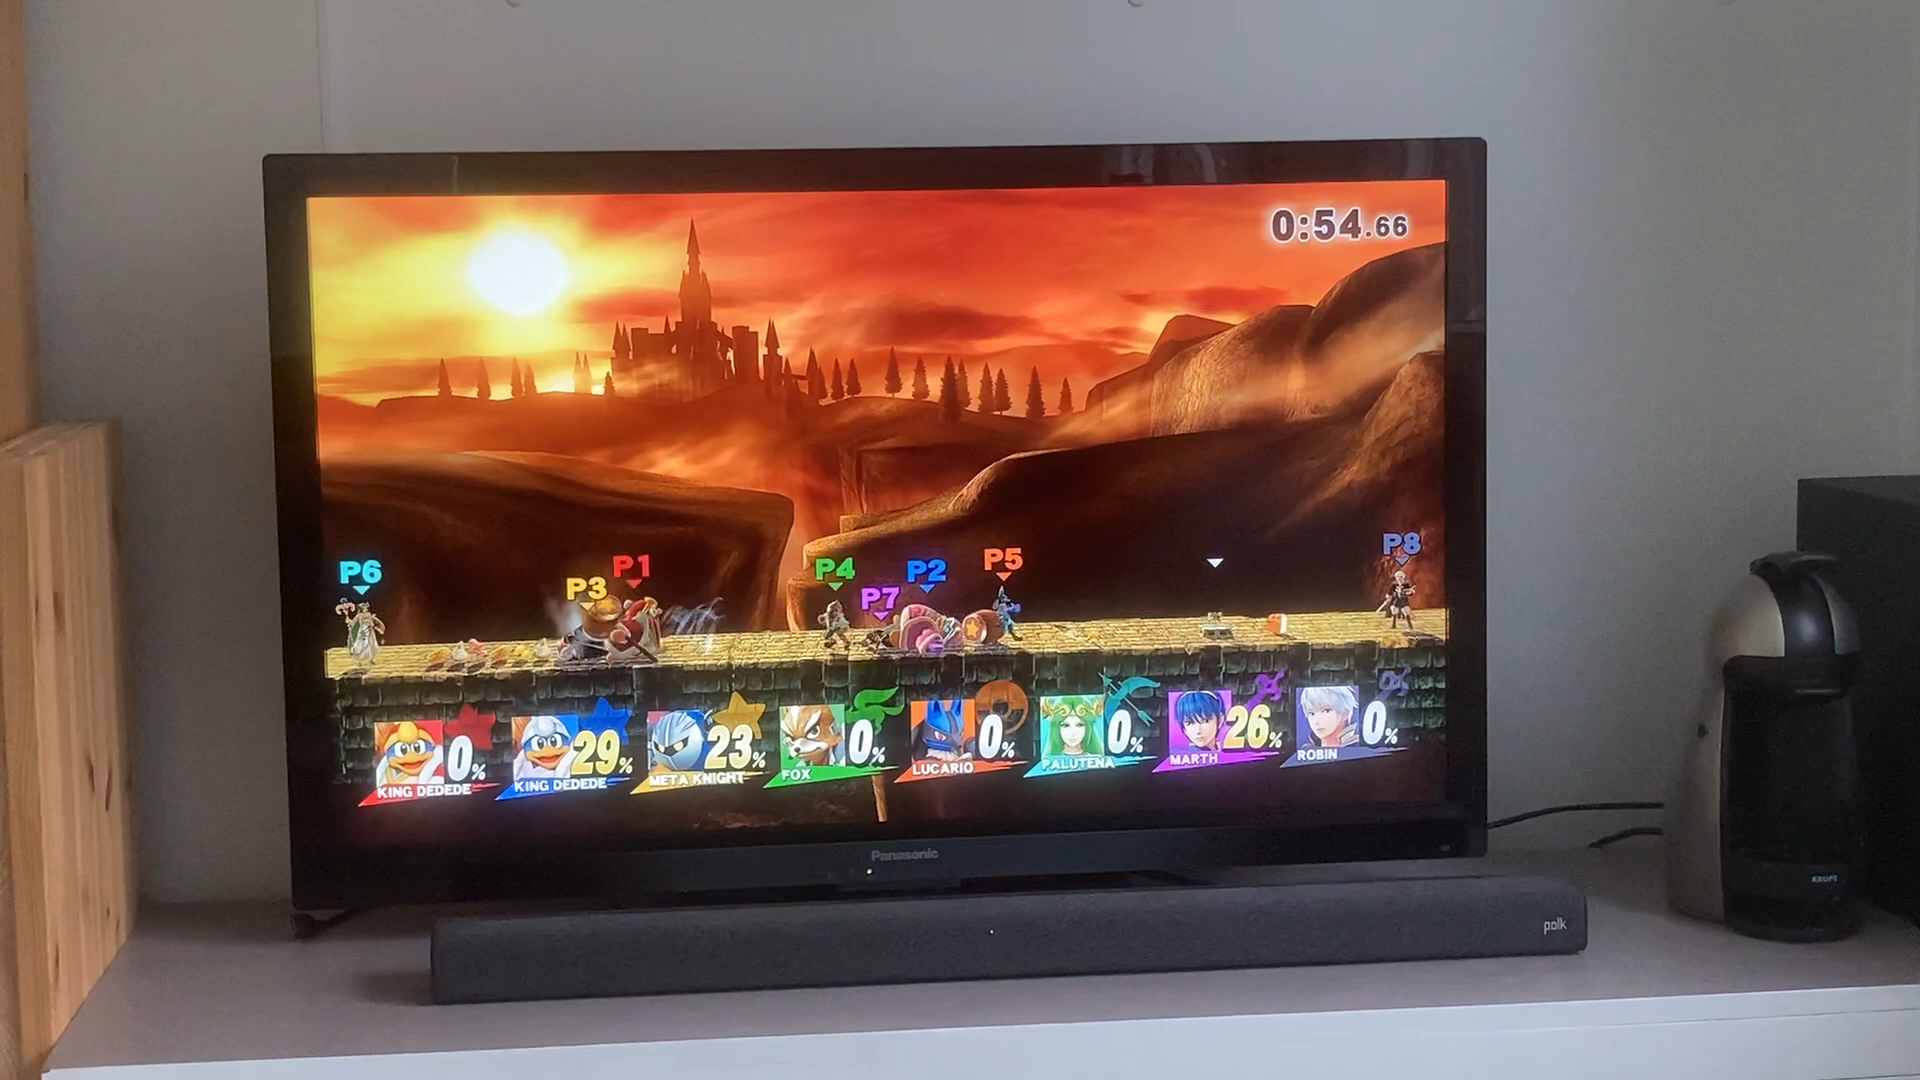 0:54.66
P6
P3
P1
P4
P7
P2
P5
P8
0%
29%
23%
0%
0%
0%
26%
0%
KING DEDEDE
KING DEDEDE
META KNIGHT
FOX
LUCARIO
PALUTENA
MARTH
ROBIN
Panasonic
polk
KRUPS